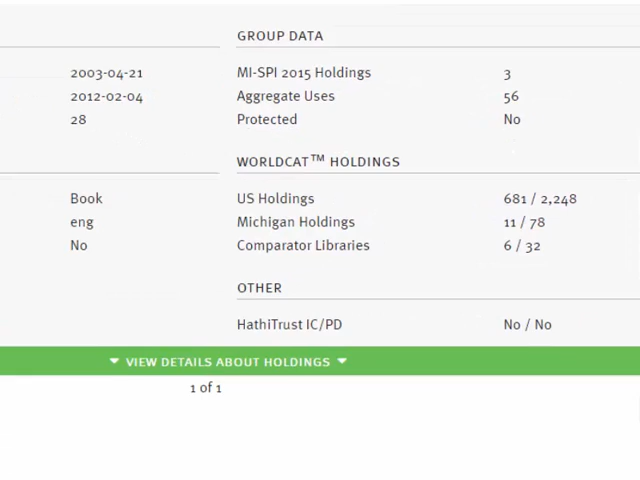 GROUP DATA
2003-04-21 MI-SPI 2015 Holdings 3
2012-02-04 Aggregate Uses 56
28 Protected No
WORLDCAT™ HOLDINGS
Book US Holdings 681 / 2,248
eng Michigan Holdings 11 / 78
No Comparator Libraries 6 / 32
OTHER
HathiTrust IC/PD No / No
VIEW DETAILS ABOUT HOLDINGS
1 of 1